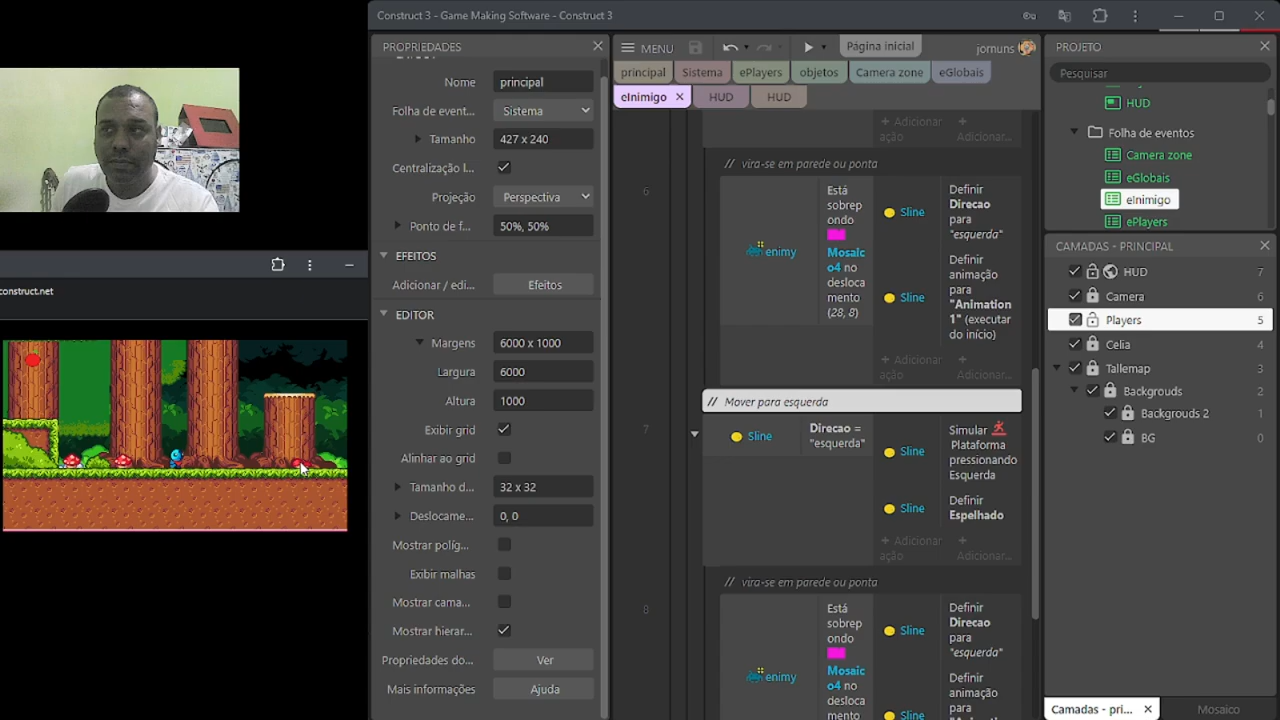 Construct 3 - Game Making Software - Construct 3
PROPRIEDADES
Nome
principal
Folha de event...
Sistema
Tamanho
427 x 240
Centralização I...
Projeção
Perspectiva
Ponto de f...
50%, 50%
EFEITOS
Adicionar / edi...
Efeitos
EDITOR
Margens
6000 x 1000
Largura
6000
Altura
1000
Exibir grid
Alinhar ao grid
Tamanho d...
32 x 32
Deslocame...
0, 0
Mostrar políg...
Exibir malhas
Mostrar cama...
Mostrar hierar...
Propriedades do...
Ver
Mais informações
Ajuda
construct.net
MENU
Página inicial
jornuns
principal
Sistema
ePlayers
objetos
Camera zone
eGlobais
eInimigo
HUD
HUD
+ Adicionar ação
+ Adicionar...
// vira-se em parede ou ponta
6
enimy
Está
sobrep
ondo
Mosaic
o4 no
desloca
mento
(28, 8)
Sline
Definir
Direcao
para
"esquerda"
Sline
Definir
animação
para
"Animation
1" (executar
do início)
+ Adicionar ação
+ Adicionar...
// Mover para esquerda
7
Sline
Direcao =
"esquerda"
Sline
Simular
Plataforma
pressionando
Esquerda
Sline
Definir
Espelhado
+ Adicionar ação
+ Adicionar...
// vira-se em parede ou ponta
8
enimy
Está
sobrep
ondo
Mosaic
o4 no
desloca
mento
Sline
Definir
Direcao
para
"esquerda"
Sline
Definir
animação
para
PROJETO
Pesquisar
HUD
Folha de eventos
Camera zone
eGlobais
eInimigo
ePlayers
CAMADAS - PRINCIPAL
HUD 7
Camera 6
Players 5
Celia 4
Tallemap 3
Backgrouds 2
Backgrouds 2 1
BG 0
Camadas - pri...
Mosaico